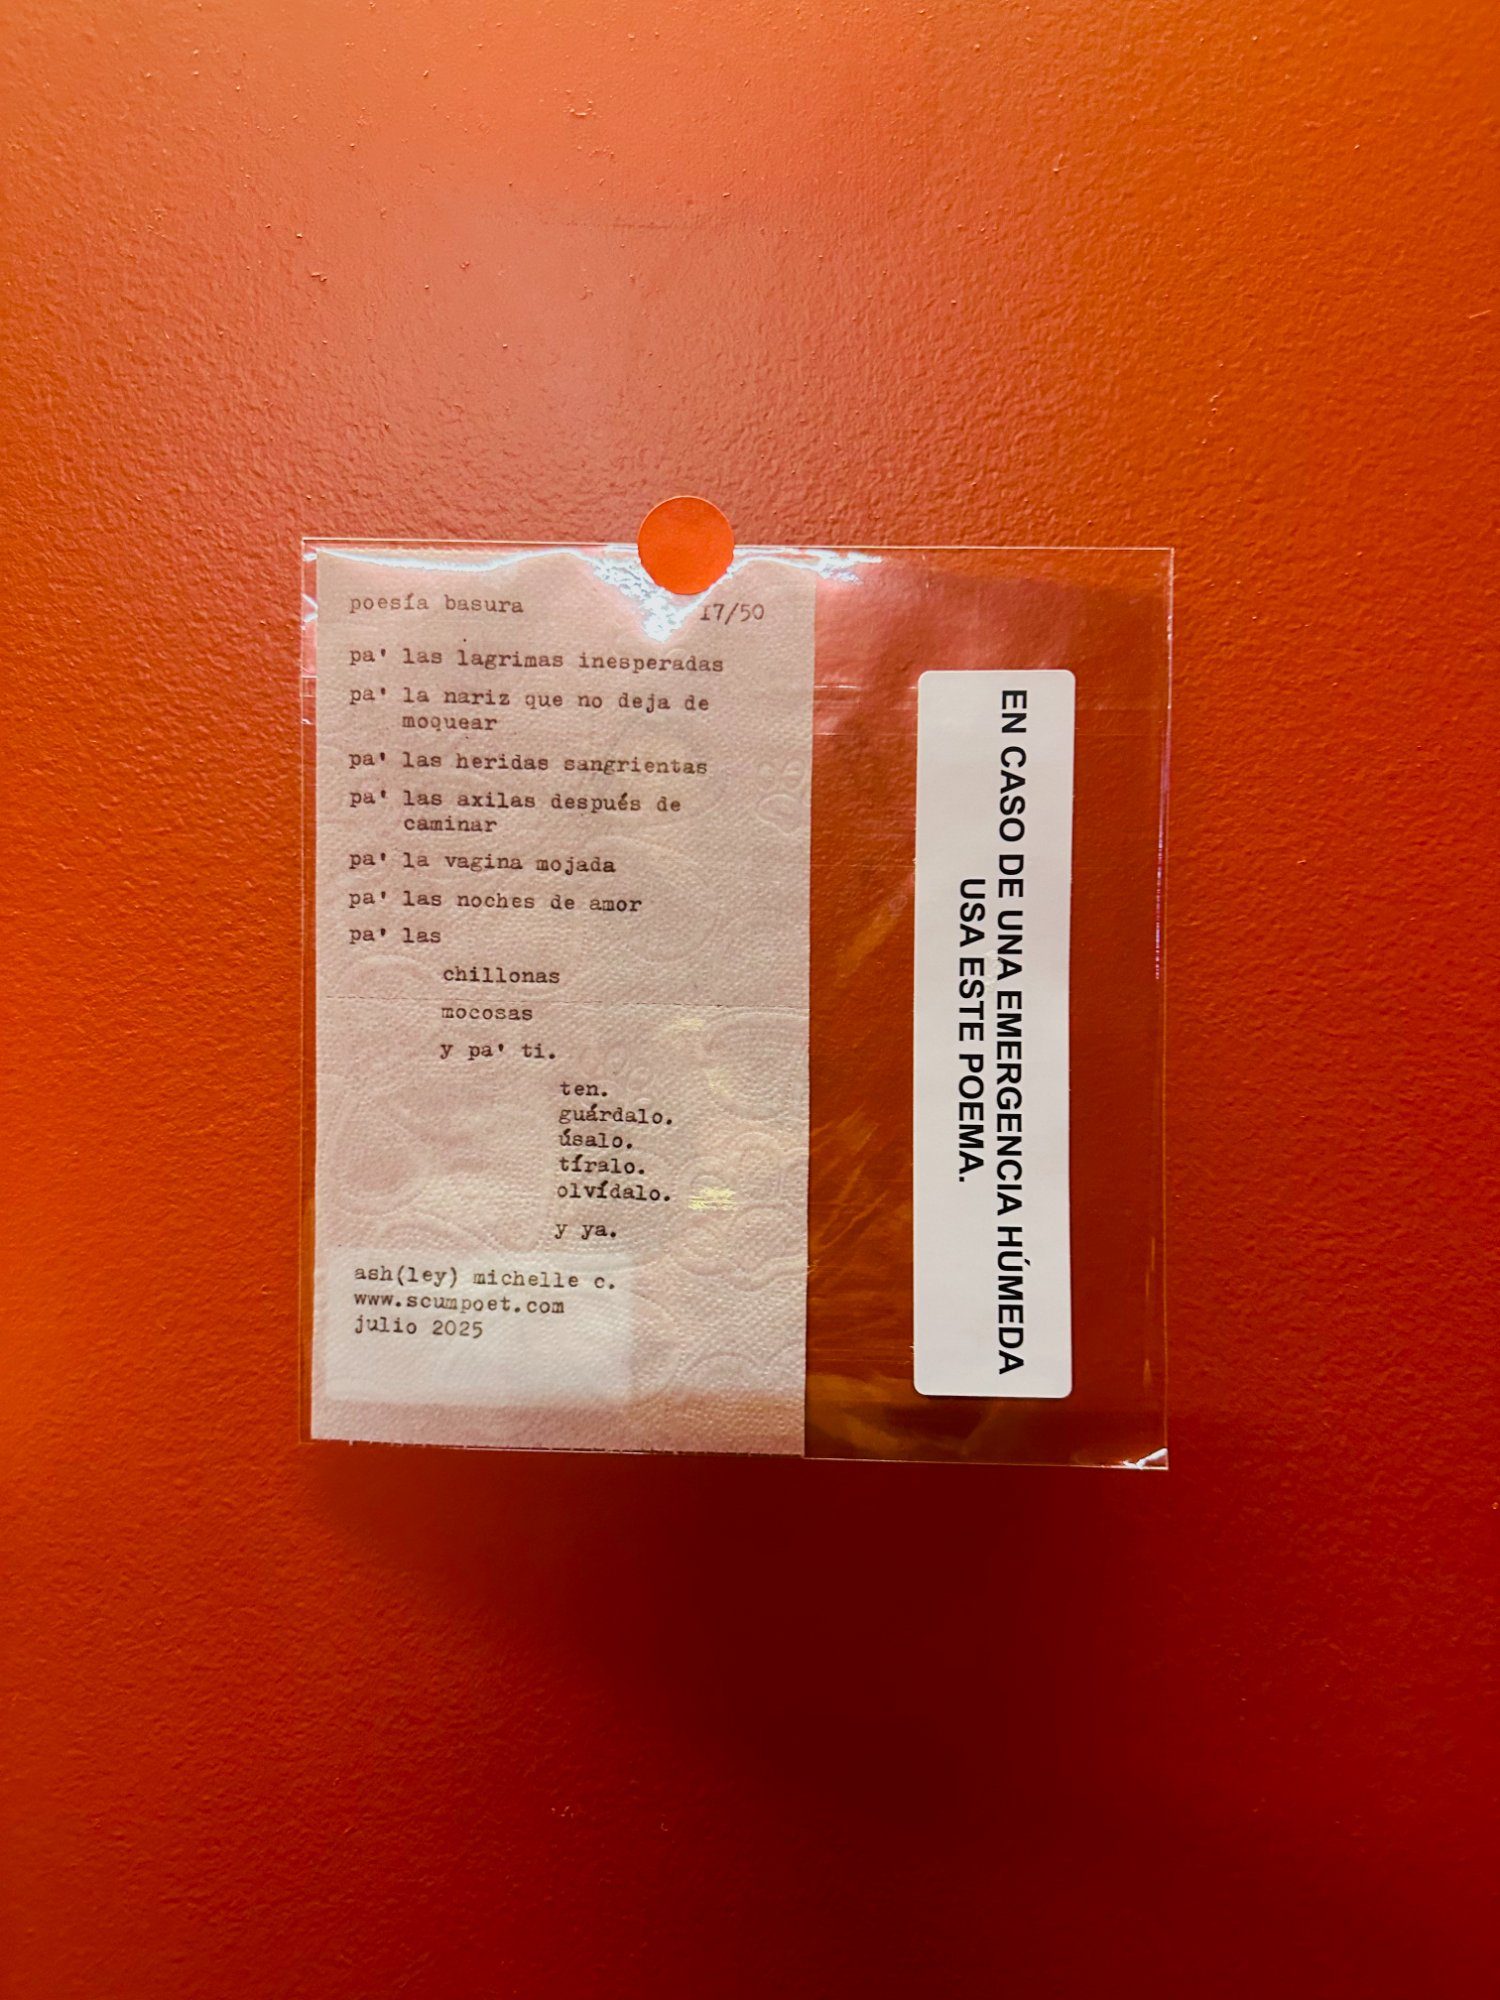 poesía basura 17/50
pa' las lagrimas inesperadas
pa' la nariz que no deja de
moquear
pa' las heridas sangrientas
pa' las axilas después de
caminar
pa' la vagina mojada
pa' las noches de amor
pa' las
chillonas
mocosas
y pa' ti.
ten.
guárdalo.
úsalo.
tíralo.
olvídalo.
y ya.
ash(ley) michelle c.
www.scumpoet.com
julio 2025
EN CASO DE UNA EMERGENCIA HÚMEDA
USA ESTE POEMA.